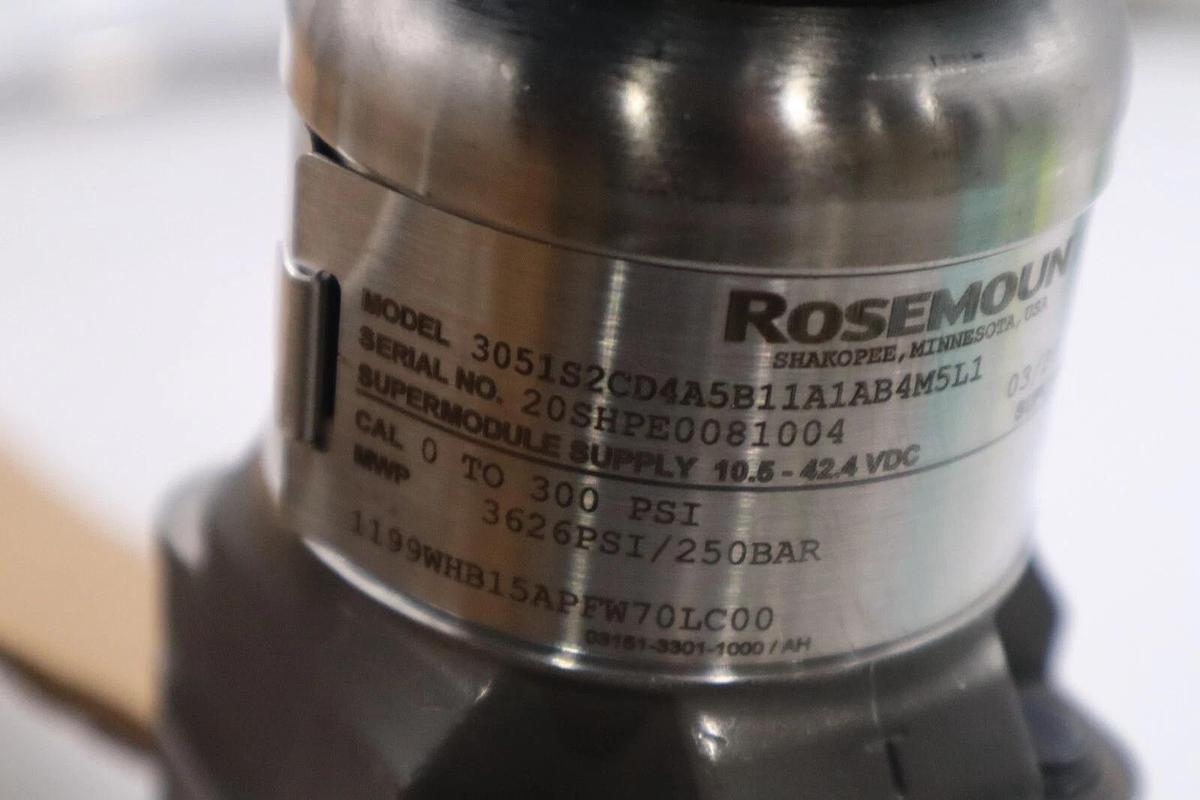 ROSEMOUN
SHAKOPEE, MINNESOTA, USA
MODEL 3051S2CD4A5B11A1AB4M5L1
SERIAL NO. 20SHPE0081004 03/
SUPERMODULE SUPPLY 10.5 - 42.4 VDC
CAL 0 TO 300 PSI
MWP 3626PSI/250BAR
1199WHB15APFW70LC00
03151-3301-1000 / AH